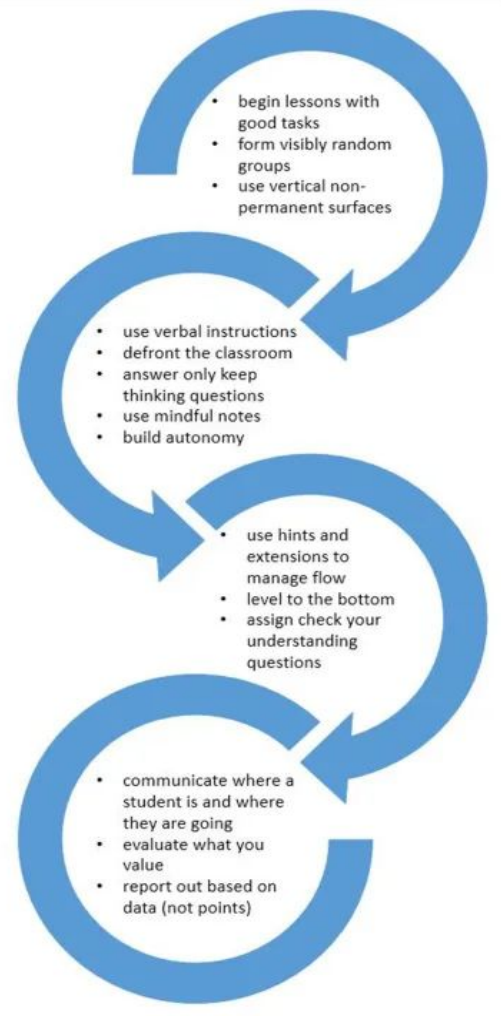 • begin lessons with
good tasks
• form visibly random
groups
• use vertical non-
permanent surfaces
• use verbal instructions
• defront the classroom
• answer only keep
thinking questions
• use mindful notes
• build autonomy
• use hints and
extensions to
manage flow
• level to the bottom
• assign check your
understanding
questions
• communicate where a
student is and where
they are going
• evaluate what you
value
• report out based on
data (not points)